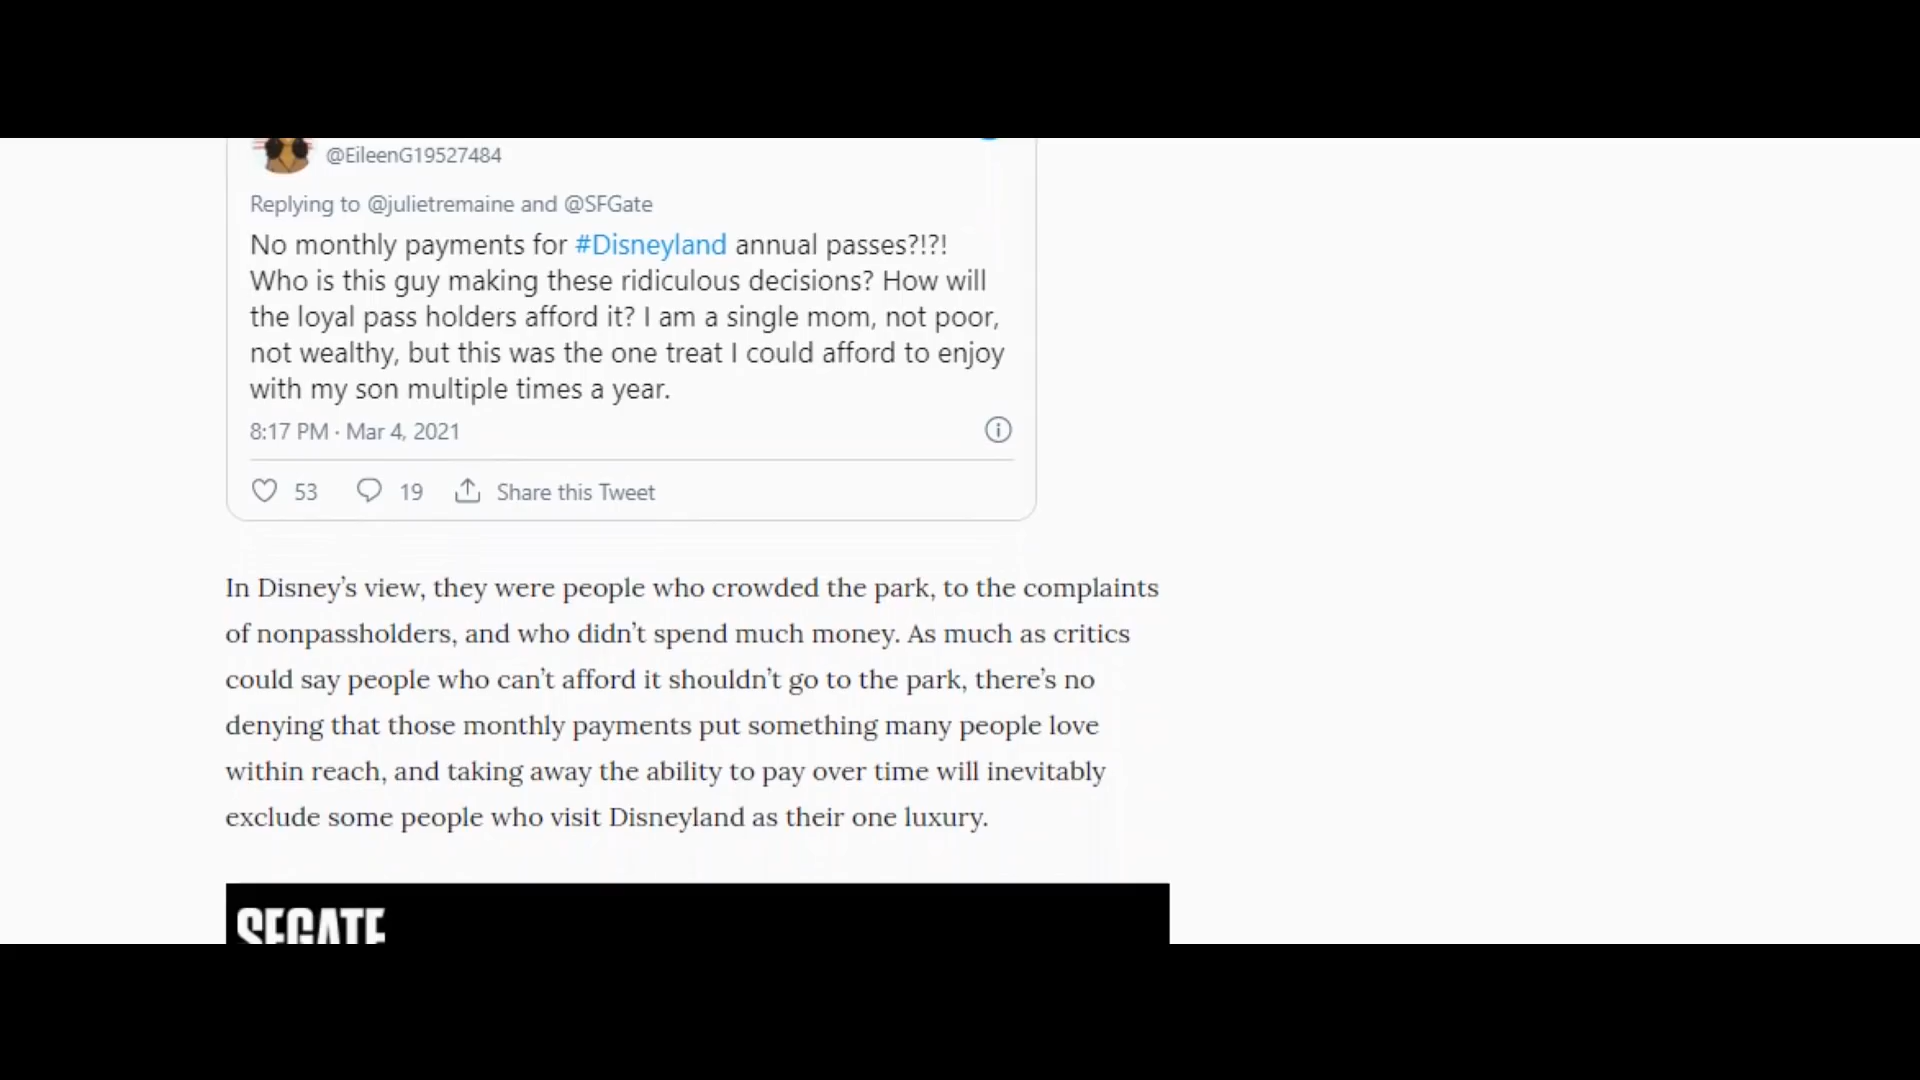 @EileenG19527484
Replying to @julietremaine and @SFGate
No monthly payments for #Disneyland annual passes?!?!
Who is this guy making these ridiculous decisions? How will
the loyal pass holders afford it? I am a single mom, not poor,
not wealthy, but this was the one treat I could afford to enjoy
with my son multiple times a year.
8:17 PM · Mar 4, 2021
53 19 Share this Tweet
In Disney’s view, they were people who crowded the park, to the complaints
of nonpassholders, and who didn’t spend much money. As much as critics
could say people who can’t afford it shouldn’t go to the park, there’s no
denying that those monthly payments put something many people love
within reach, and taking away the ability to pay over time will inevitably
exclude some people who visit Disneyland as their one luxury.
SFGATE